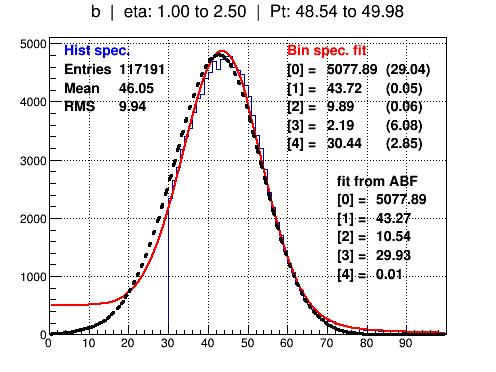 b | eta: 1.00 to 2.50 | Pt: 48.54 to 49.98
Hist spec.
Entries 117191
Mean 46.05
RMS 9.94
Bin spec. fit
[0] = 5077.89 (29.04)
[1] = 43.72 (0.05)
[2] = 9.89 (0.06)
[3] = 2.19 (6.08)
[4] = 30.44 (2.85)
fit from ABF
[0] = 5077.89
[1] = 43.27
[2] = 10.54
[3] = 29.93
[4] = 0.01
5000
4000
3000
2000
1000
0
0 10 20 30 40 50 60 70 80 90